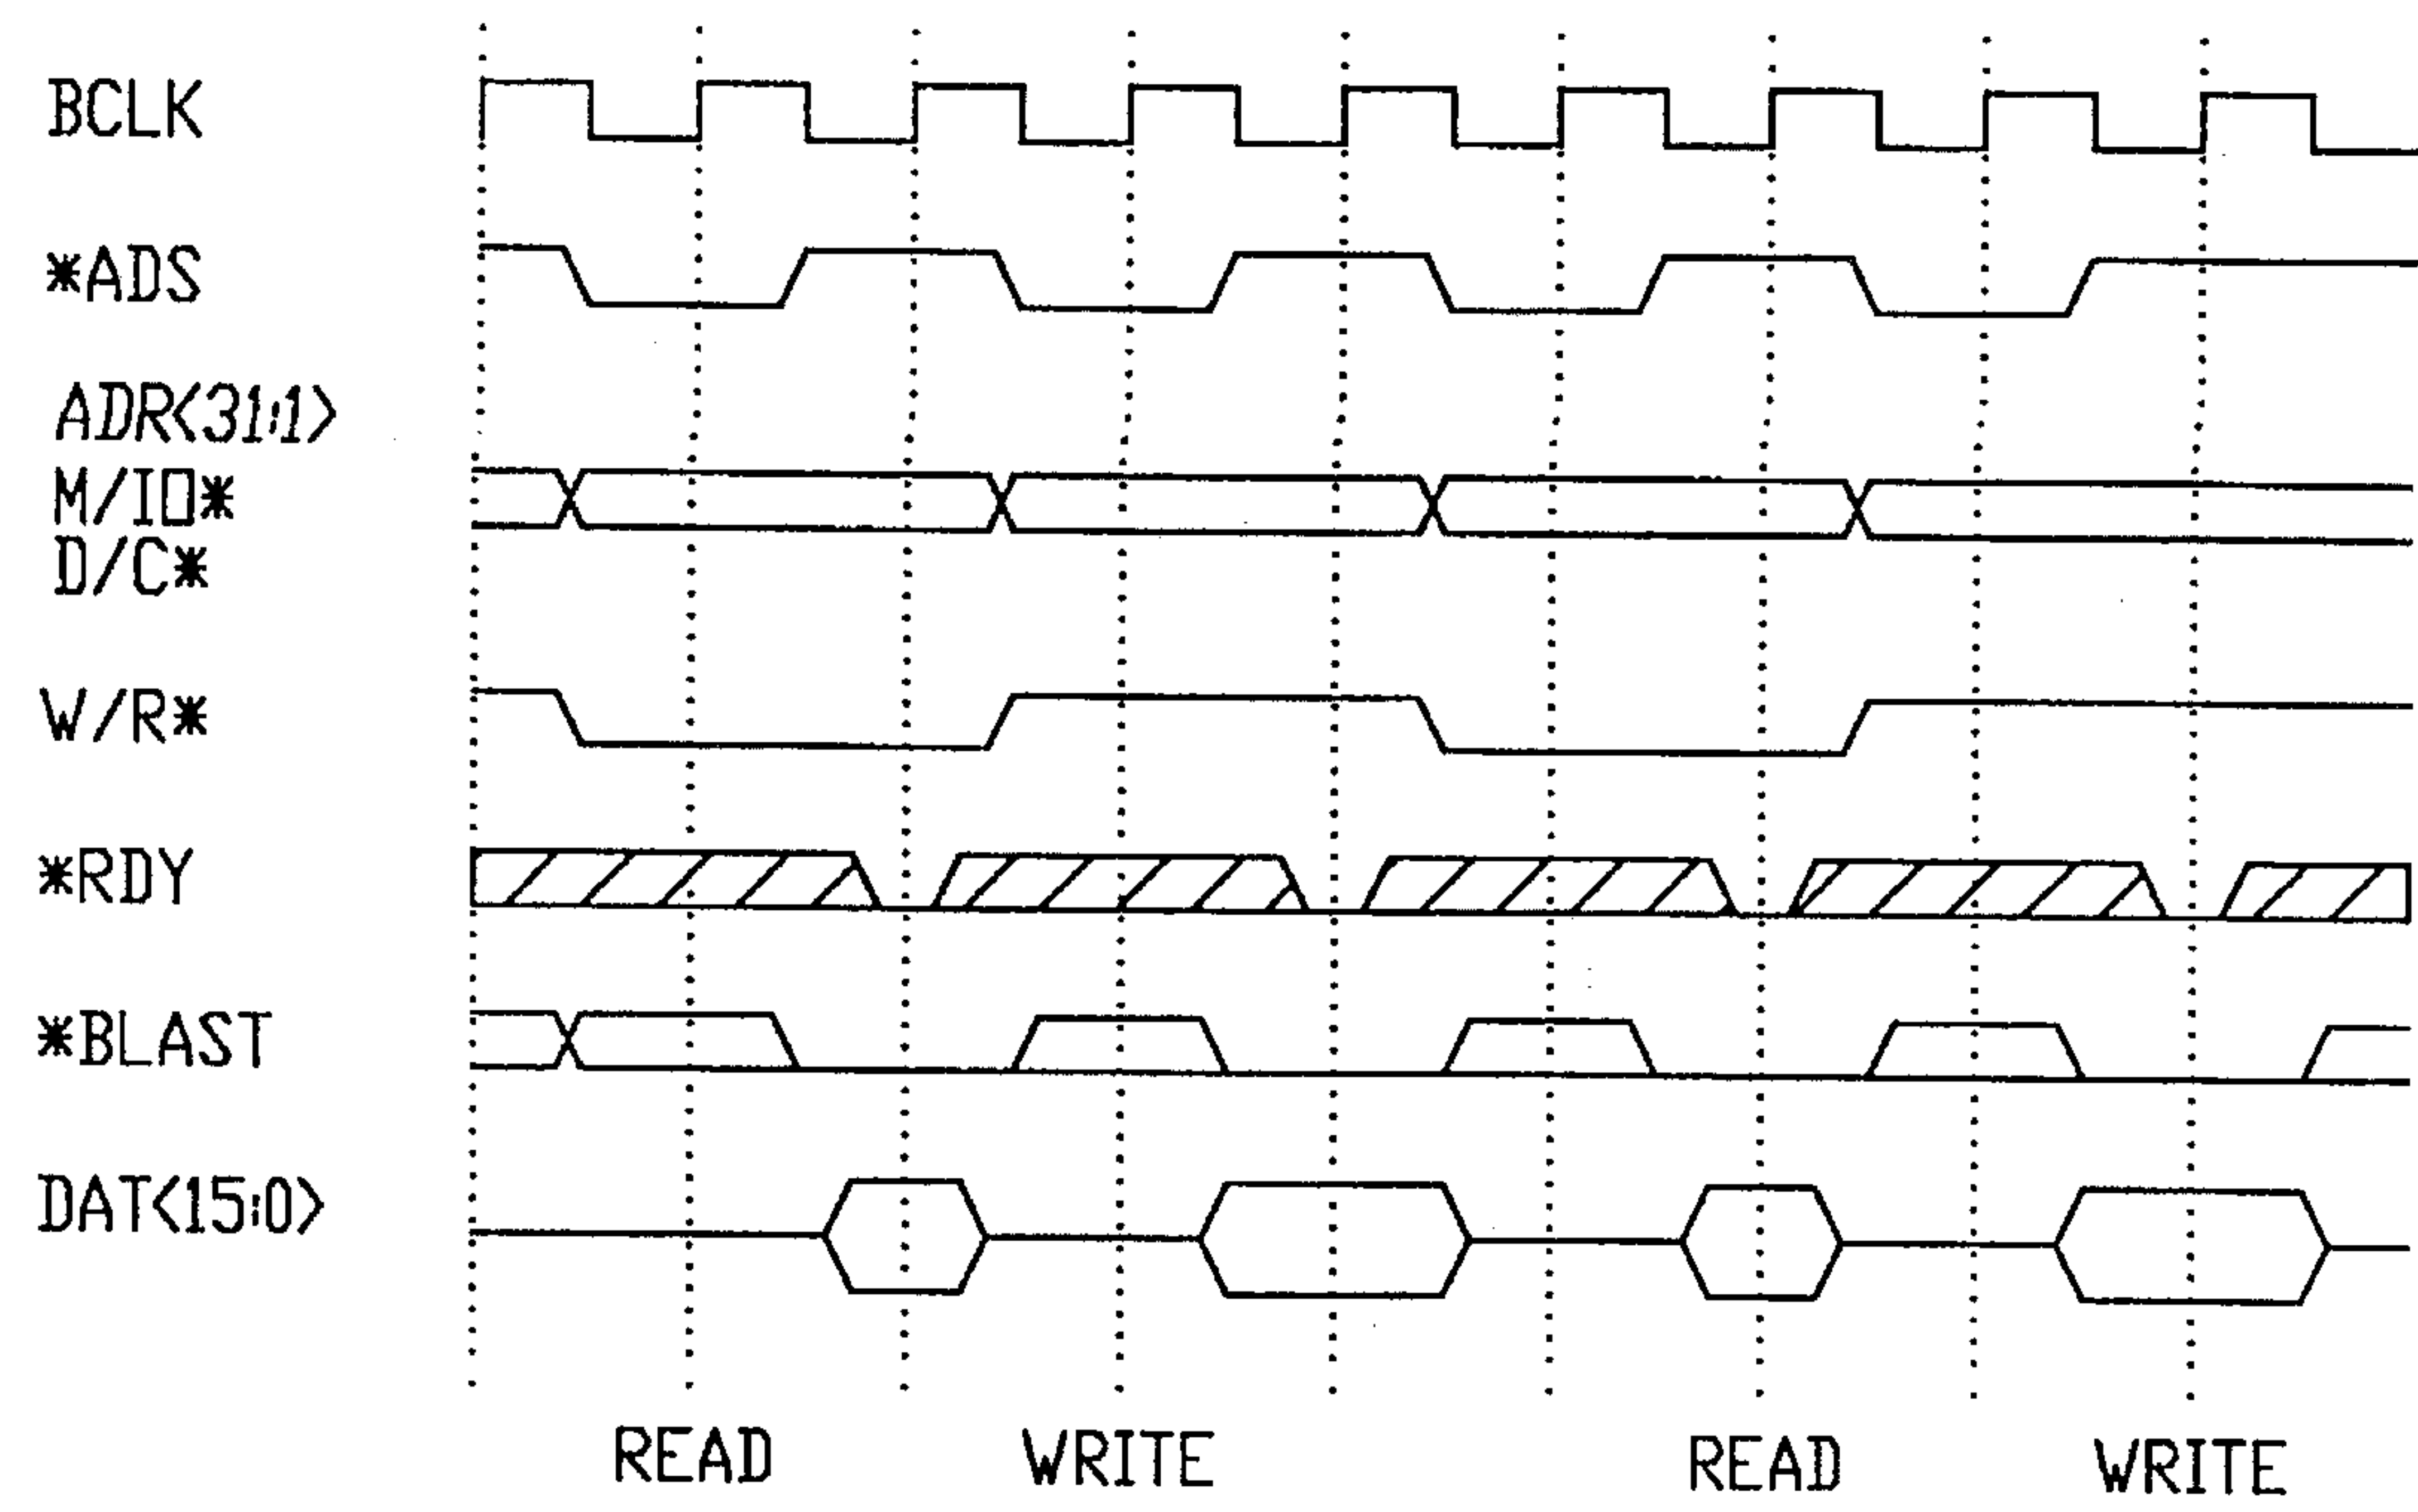 BCLK
*ADS
ADR<31:1>
M/IO*
D/C*
W/R*
*RDY
*BLAST
DAT<15:0>
READ WRITE READ WRITE